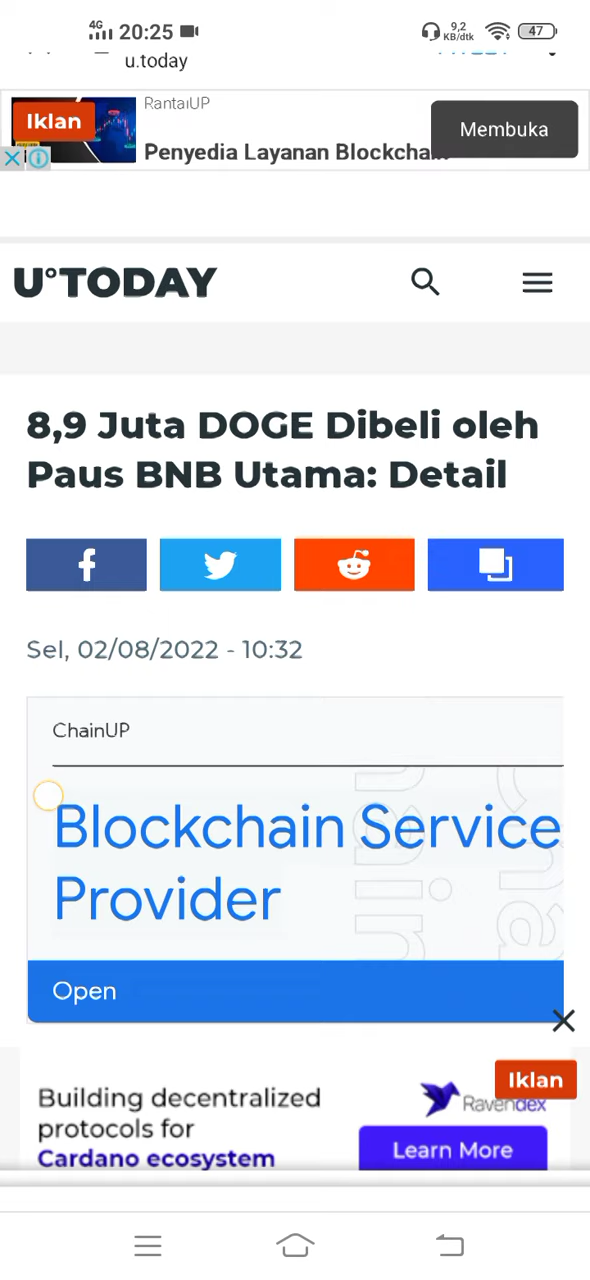 4G 20:25 9,2 KB/dtk 47
u.today
Iklan
RantaiUP
Penyedia Layanan Blockchai
Membuka
U°TODAY
8,9 Juta DOGE Dibeli oleh
Paus BNB Utama: Detail
Sel, 02/08/2022 - 10:32
ChainUP
Blockchain Service
Provider
Open
Iklan
Building decentralized
protocols for
Cardano ecosystem
Ravendex
Learn More